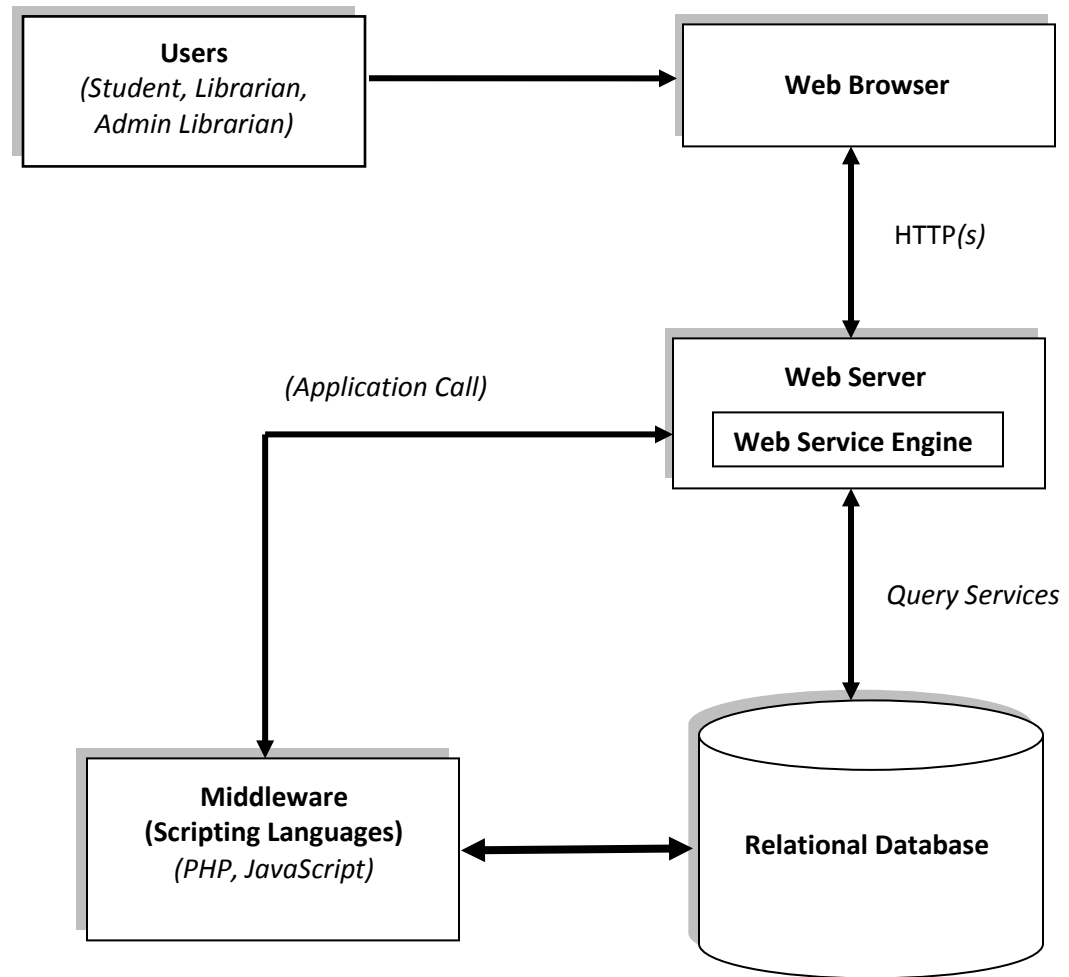 Users
(Student, Librarian,
Admin Librarian)
Web Browser
HTTP(s)
Web Server
Web Service Engine
(Application Call)
Query Services
Middleware
(Scripting Languages)
(PHP, JavaScript)
Relational Database